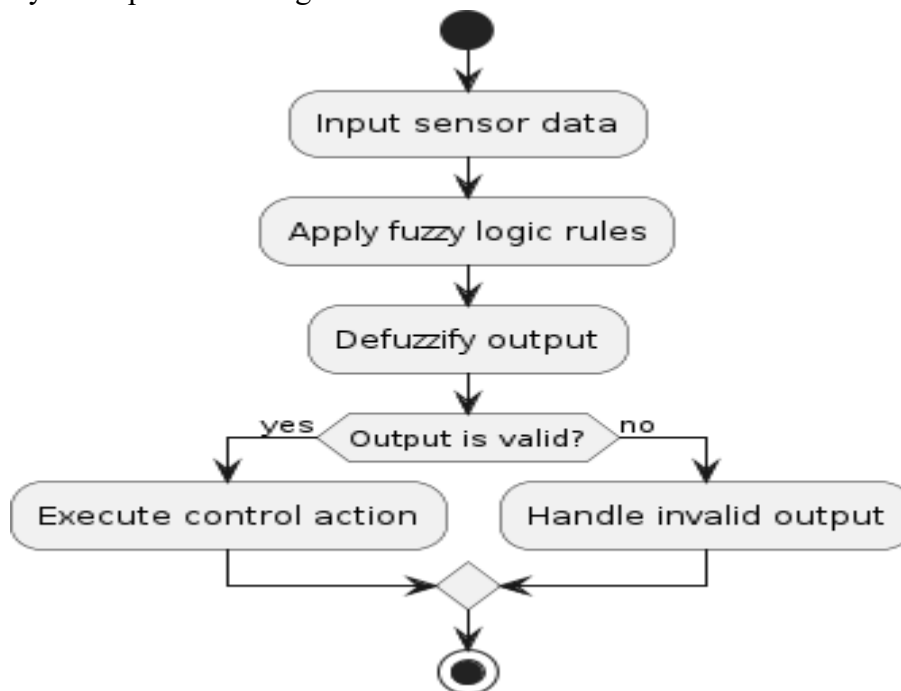 Input sensor data
Apply fuzzy logic rules
Defuzzify output
yes
Output is valid?
no
Execute control action
Handle invalid output